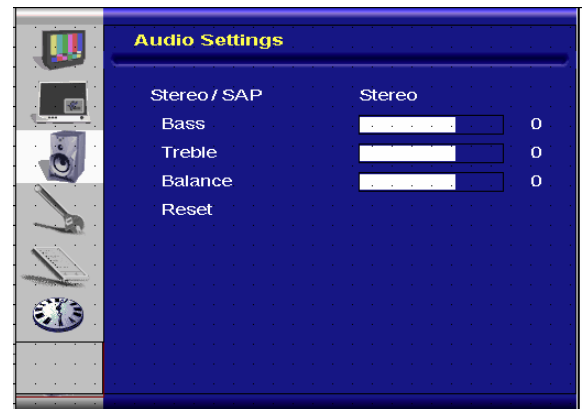 Audio Settings
Stereo / SAP Stereo
Bass 0
Treble 0
Balance 0
Reset